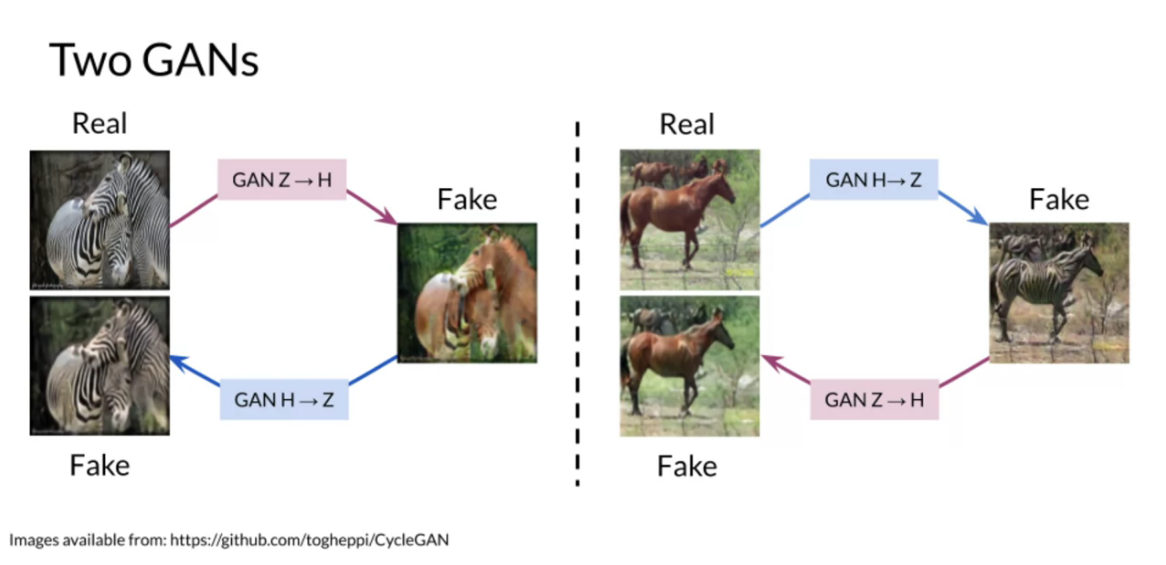 Two GANs
Real
GAN Z→H
Fake
GAN H→Z
Fake
Real
GAN H→Z
Fake
GAN Z→H
Fake
Images available from: https://github.com/togheppi/CycleGAN